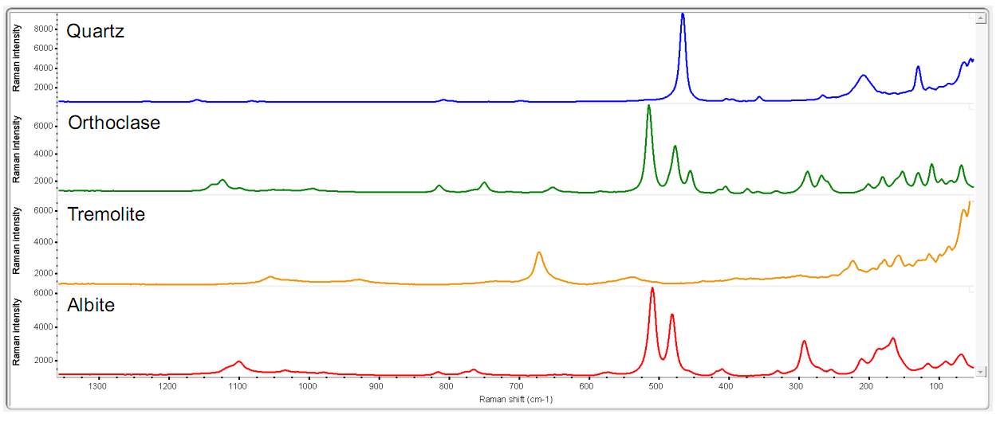 Quartz
Raman intensity
8000
6000
4000
2000
Orthoclase
Raman intensity
6000
4000
2000
Tremolite
Raman intensity
6000
4000
2000
Albite
Raman intensity
6000
4000
2000
1300 1200 1100 1000 900 800 700 600 500 400 300 200 100
Raman shift (cm-1)